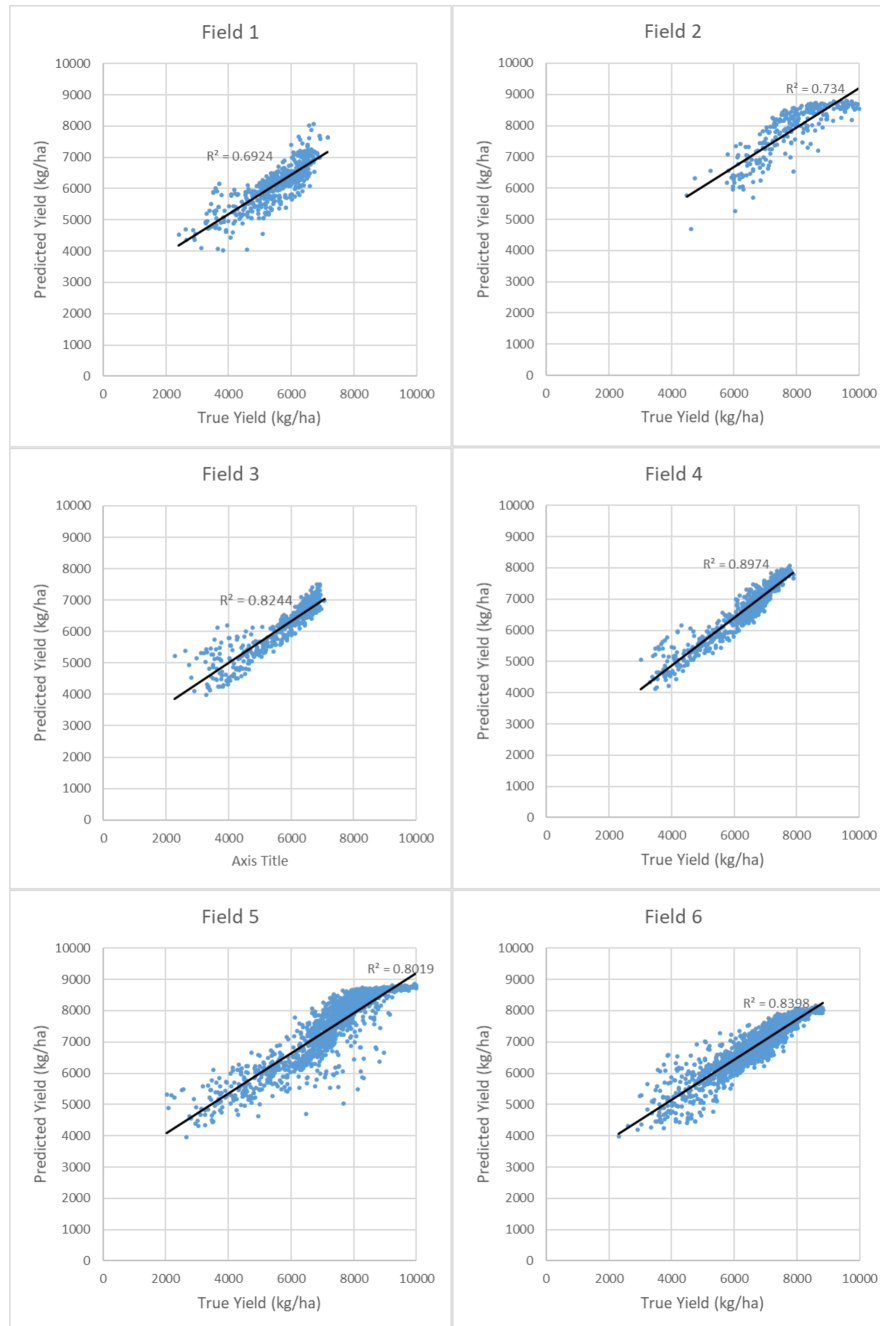 Field 1
10000
9000
8000
7000
6000
5000
4000
3000
2000
1000
0
R² = 0.6924
0 2000 4000 6000 8000 10000
Predicted Yield (kg/ha)
True Yield (kg/ha)
Field 2
10000
9000
8000
7000
6000
5000
4000
3000
2000
1000
0
R² = 0.734
0 2000 4000 6000 8000 10000
Predicted Yield (kg/ha)
True Yield (kg/ha)
Field 3
10000
9000
8000
7000
6000
5000
4000
3000
2000
1000
0
R² = 0.8244
0 2000 4000 6000 8000 10000
Predicted Yield (kg/ha)
Axis Title
Field 4
10000
9000
8000
7000
6000
5000
4000
3000
2000
1000
0
R² = 0.8974
0 2000 4000 6000 8000 10000
Predicted Yield (kg/ha)
True Yield (kg/ha)
Field 5
10000
9000
8000
7000
6000
5000
4000
3000
2000
1000
0
R² = 0.8019
0 2000 4000 6000 8000 10000
Predicted Yield (kg/ha)
True Yield (kg/ha)
Field 6
10000
9000
8000
7000
6000
5000
4000
3000
2000
1000
0
R² = 0.8398
0 2000 4000 6000 8000 10000
Predicted Yield (kg/ha)
True Yield (kg/ha)